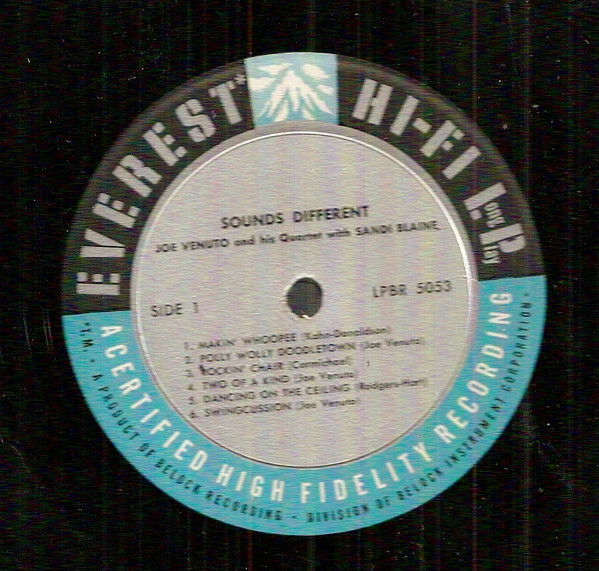 EVEREST*
HI-FI Long Play
SOUNDS DIFFERENT
JOE VENUTO and his Quartet with SANDI BLAINE
SIDE 1
LPBR 5053
1. MAKIN' WHOOPEE (Kahn-Donaldson)
2. POLLY WOLLY DOODLETOWN (Joe Venuto)
3. ROCKIN' CHAIR (Carmichael)
4. TWO OF A KIND (Joe Venuto)
5. DANCING ON THE CEILING (Rodgers-Hart)
6. SWINGCUSSION (Joe Venuto)
A CERTIFIED HIGH FIDELITY RECORDING
*T.M. - A PRODUCT OF BELOCK RECORDING - DIVISION OF BELOCK INSTRUMENT CORPORATION -